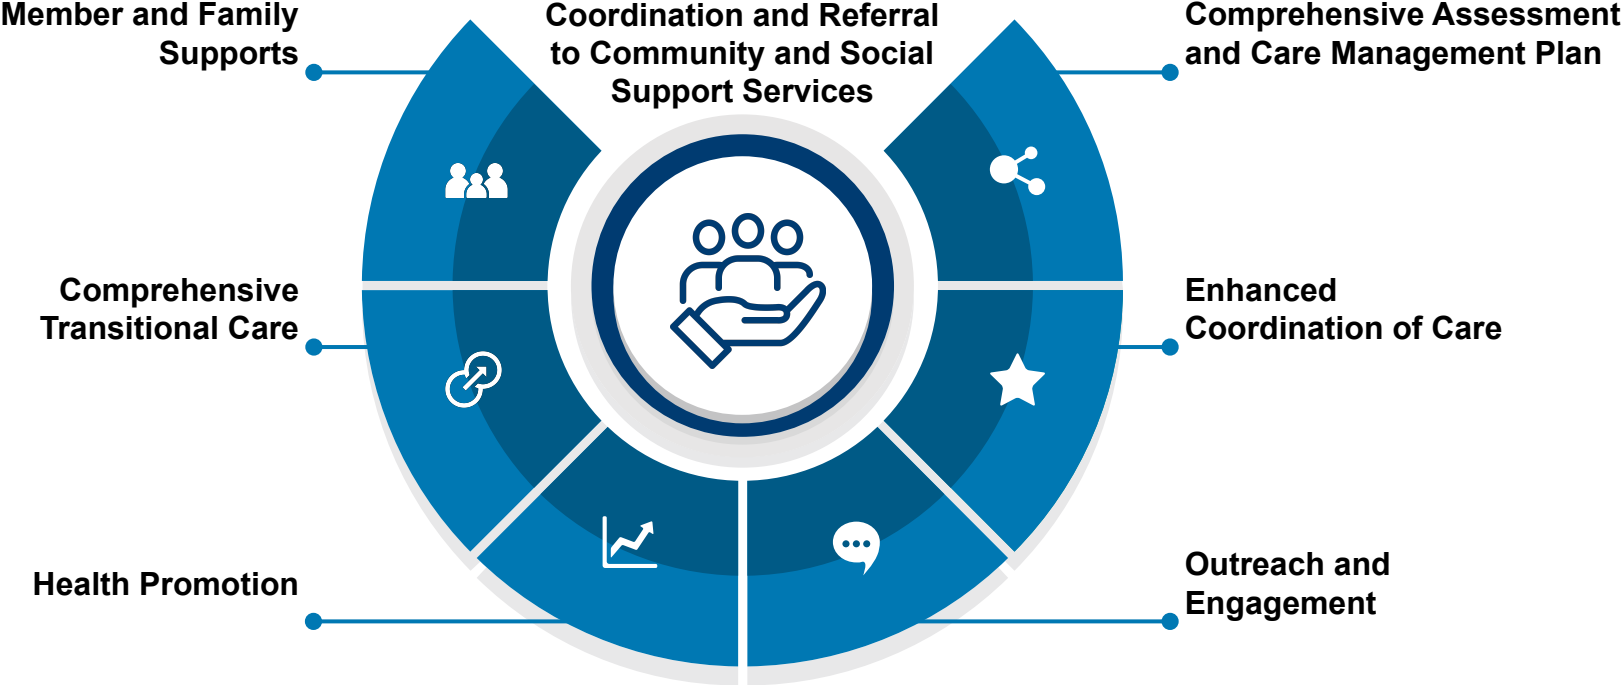 Member and Family
Supports
Coordination and Referral
to Community and Social
Support Services
Comprehensive Assessment
and Care Management Plan
Comprehensive
Transitional Care
Enhanced
Coordination of Care
Health Promotion
Outreach and
Engagement